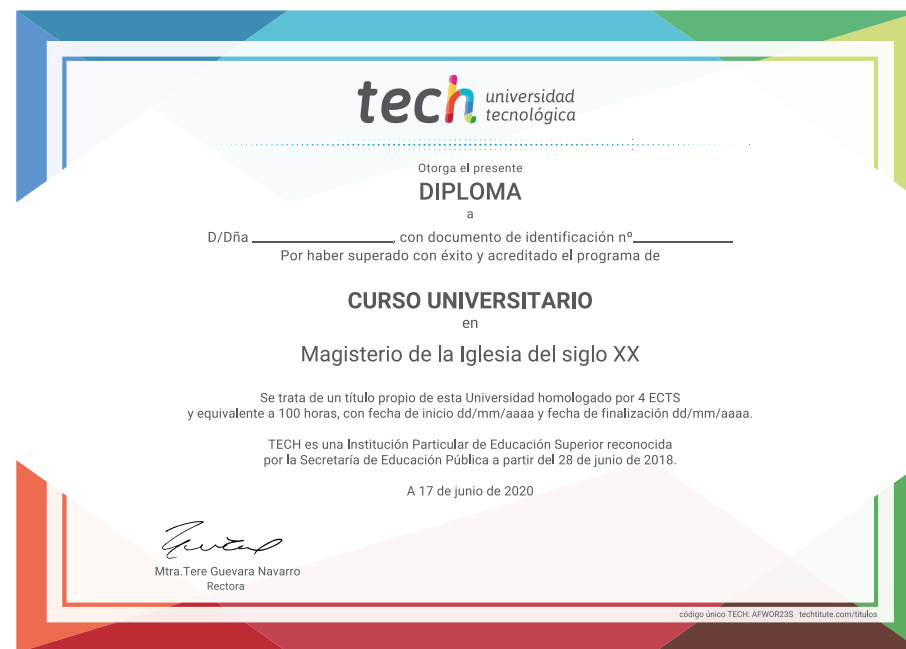 tech universidad
tecnológica
Otorga el presente
DIPLOMA
a
D/Dña ____________________, con documento de identificación nº______________
Por haber superado con éxito y acreditado el programa de
CURSO UNIVERSITARIO
en
Magisterio de la Iglesia del siglo XX
Se trata de un título propio de esta Universidad homologado por 4 ECTS
y equivalente a 100 horas, con fecha de inicio dd/mm/aaaa y fecha de finalización dd/mm/aaaa.
TECH es una Institución Particular de Educación Superior reconocida
por la Secretaría de Educación Pública a partir del 28 de junio de 2018.
A 17 de junio de 2020
Mtra.Tere Guevara Navarro
Rectora
código único TECH: AFWOR23S techtitute.com/titulos